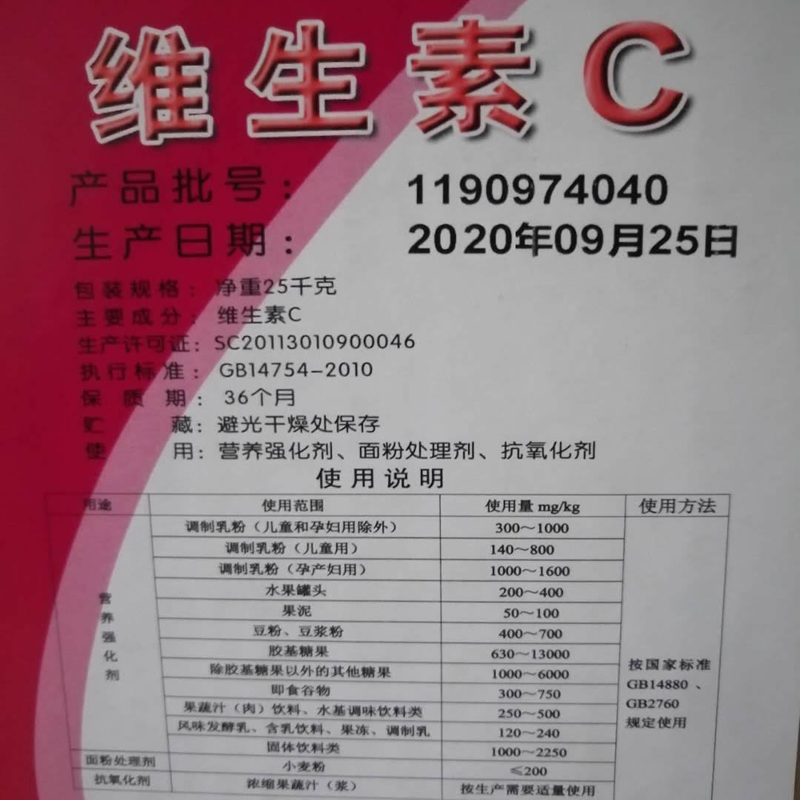 维生素C
产品批号： 1190974040
生产日期： 2020年09月25日
包装规格：净重25千克
主要成分：维生素C
生产许可证：SC20113010900046
执行标准：GB14754-2010
保质期：36个月
贮藏：避光干燥处保存
使用：营养强化剂、面粉处理剂、抗氧化剂
使用说明
用途 使用范围 使用量 mg/kg 使用方法
调制乳粉（儿童和孕妇用除外） 300～1000
调制乳粉（儿童用） 140～800
调制乳粉（孕产妇用） 1000～1600
水果罐头 200～400
果泥 50～100
豆粉、豆浆粉 400～700
胶基糖果 630～13000
除胶基糖果以外的其他糖果 1000～6000
即食谷物 300～750
果蔬汁（肉）饮料、水基调味饮料类 250～500
风味发酵乳、含乳饮料、果冻、调制乳 120～240
固体饮料类 1000～2250
营养强化剂
面粉处理剂 小麦粉 ≤200
抗氧化剂 浓缩果蔬汁（浆） 按生产需要适量使用
按国家标准
GB14880、
GB2760
规定使用